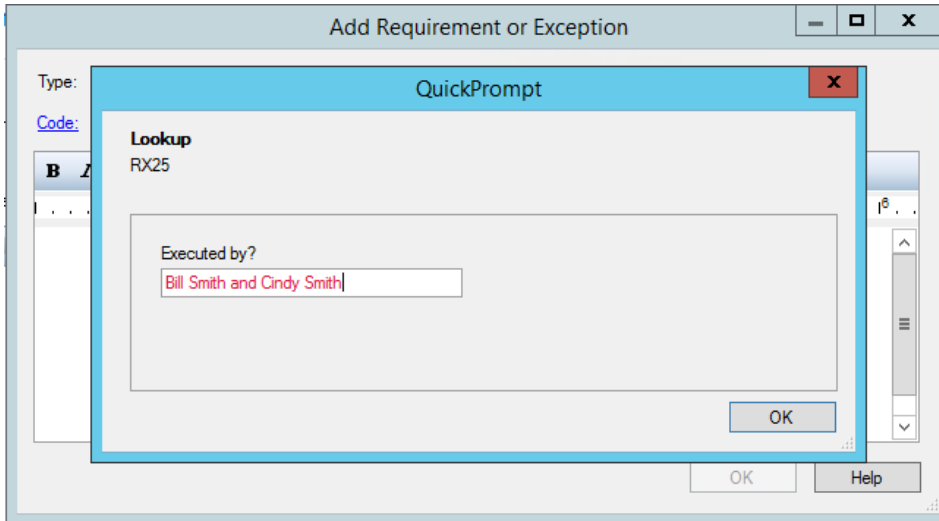 Add Requirement or Exception
Type:
QuickPrompt
Code:
Lookup
RX25
B I
6
Executed by?
Bill Smith and Cindy Smith
OK
OK
Help